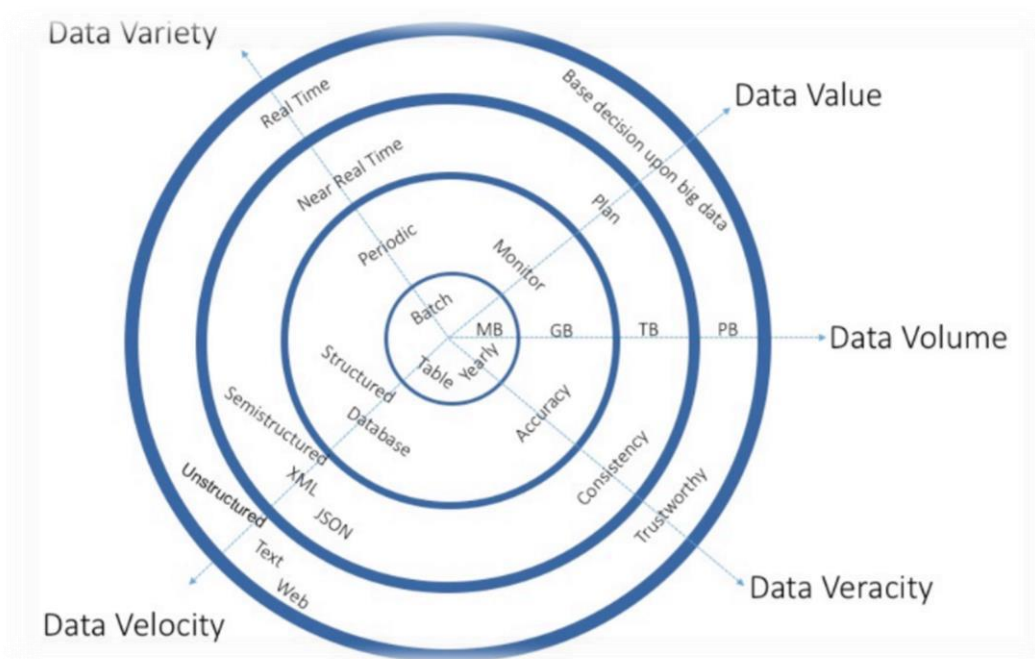 Data Variety
Real Time
Near Real Time
Periodic
Batch
Data Value
Base decision upon big data
Plan
Monitor
MB
GB
TB
PB
Data Volume
Yearly
Accuracy
Consistency
Trustworthy
Data Veracity
Table
Structured
Database
Semistructured
XML
JSON
Unstructured
Text
Web
Data Velocity